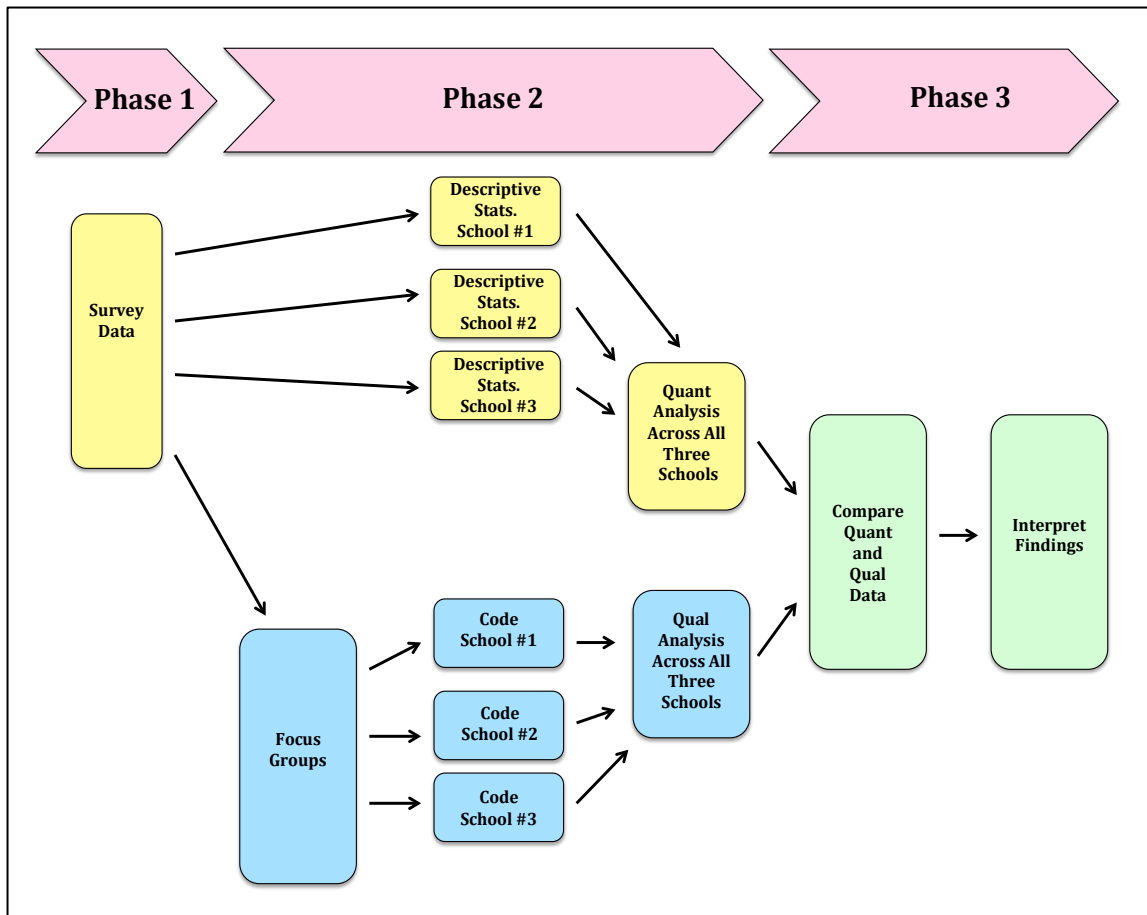 Phase 1
Phase 2
Phase 3
Survey
Data
Descriptive
Stats.
School #1
Descriptive
Stats.
School #2
Descriptive
Stats.
School #3
Quant
Analysis
Across All
Three
Schools
Focus
Groups
Code
School #1
Code
School #2
Code
School #3
Qual
Analysis
Across All
Three
Schools
Compare
Quant
and
Qual
Data
Interpret
Findings